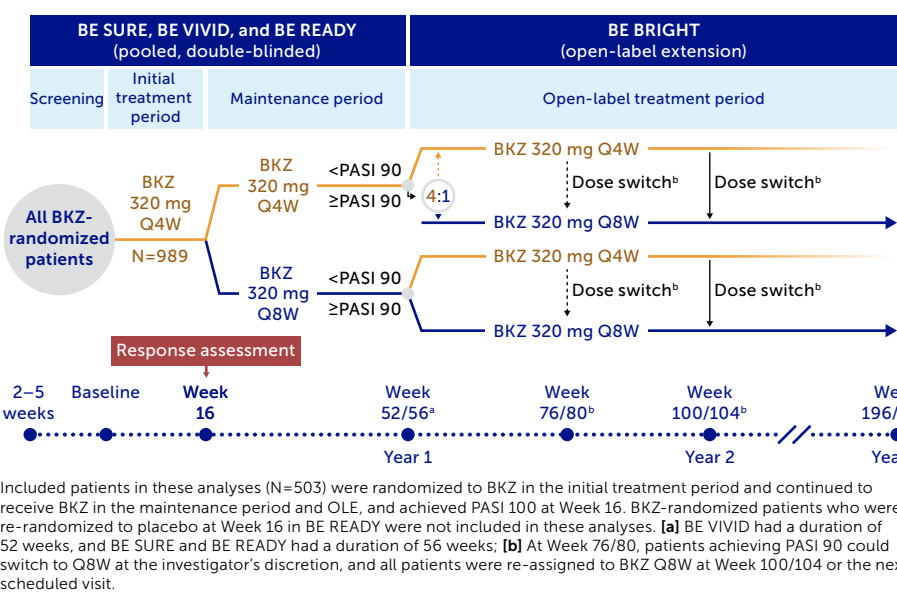 BE SURE, BE VIVID, and BE READY
(pooled, double-blinded)
BE BRIGHT
(open-label extension)
Screening
Initial
treatment
period
Maintenance period
Open-label treatment period
All BKZ-
randomized
patients
BKZ
320 mg
Q4W
N=989
BKZ
320 mg
Q4W
<PASI 90
≥PASI 90
4:1
BKZ 320 mg Q4W
Dose switchᵇ
Dose switchᵇ
BKZ 320 mg Q8W
BKZ
320 mg
Q8W
<PASI 90
≥PASI 90
BKZ 320 mg Q4W
Dose switchᵇ
Dose switchᵇ
BKZ 320 mg Q8W
Response assessment
2–5
weeks
Baseline
Week
16
Week
52/56ᵃ
Week
76/80ᵇ
Week
100/104ᵇ
196/
Year 1
Year 2
Included patients in these analyses (N=503) were randomized to BKZ in the initial treatment period and continued to
receive BKZ in the maintenance period and OLE, and achieved PASI 100 at Week 16. BKZ-randomized patients who were
re-randomized to placebo at Week 16 in BE READY were not included in these analyses. [a] BE VIVID had a duration of
52 weeks, and BE SURE and BE READY had a duration of 56 weeks; [b] At Week 76/80, patients achieving PASI 90 could
switch to Q8W at the investigator's discretion, and all patients were re-assigned to BKZ Q8W at Week 100/104 or the
scheduled visit.